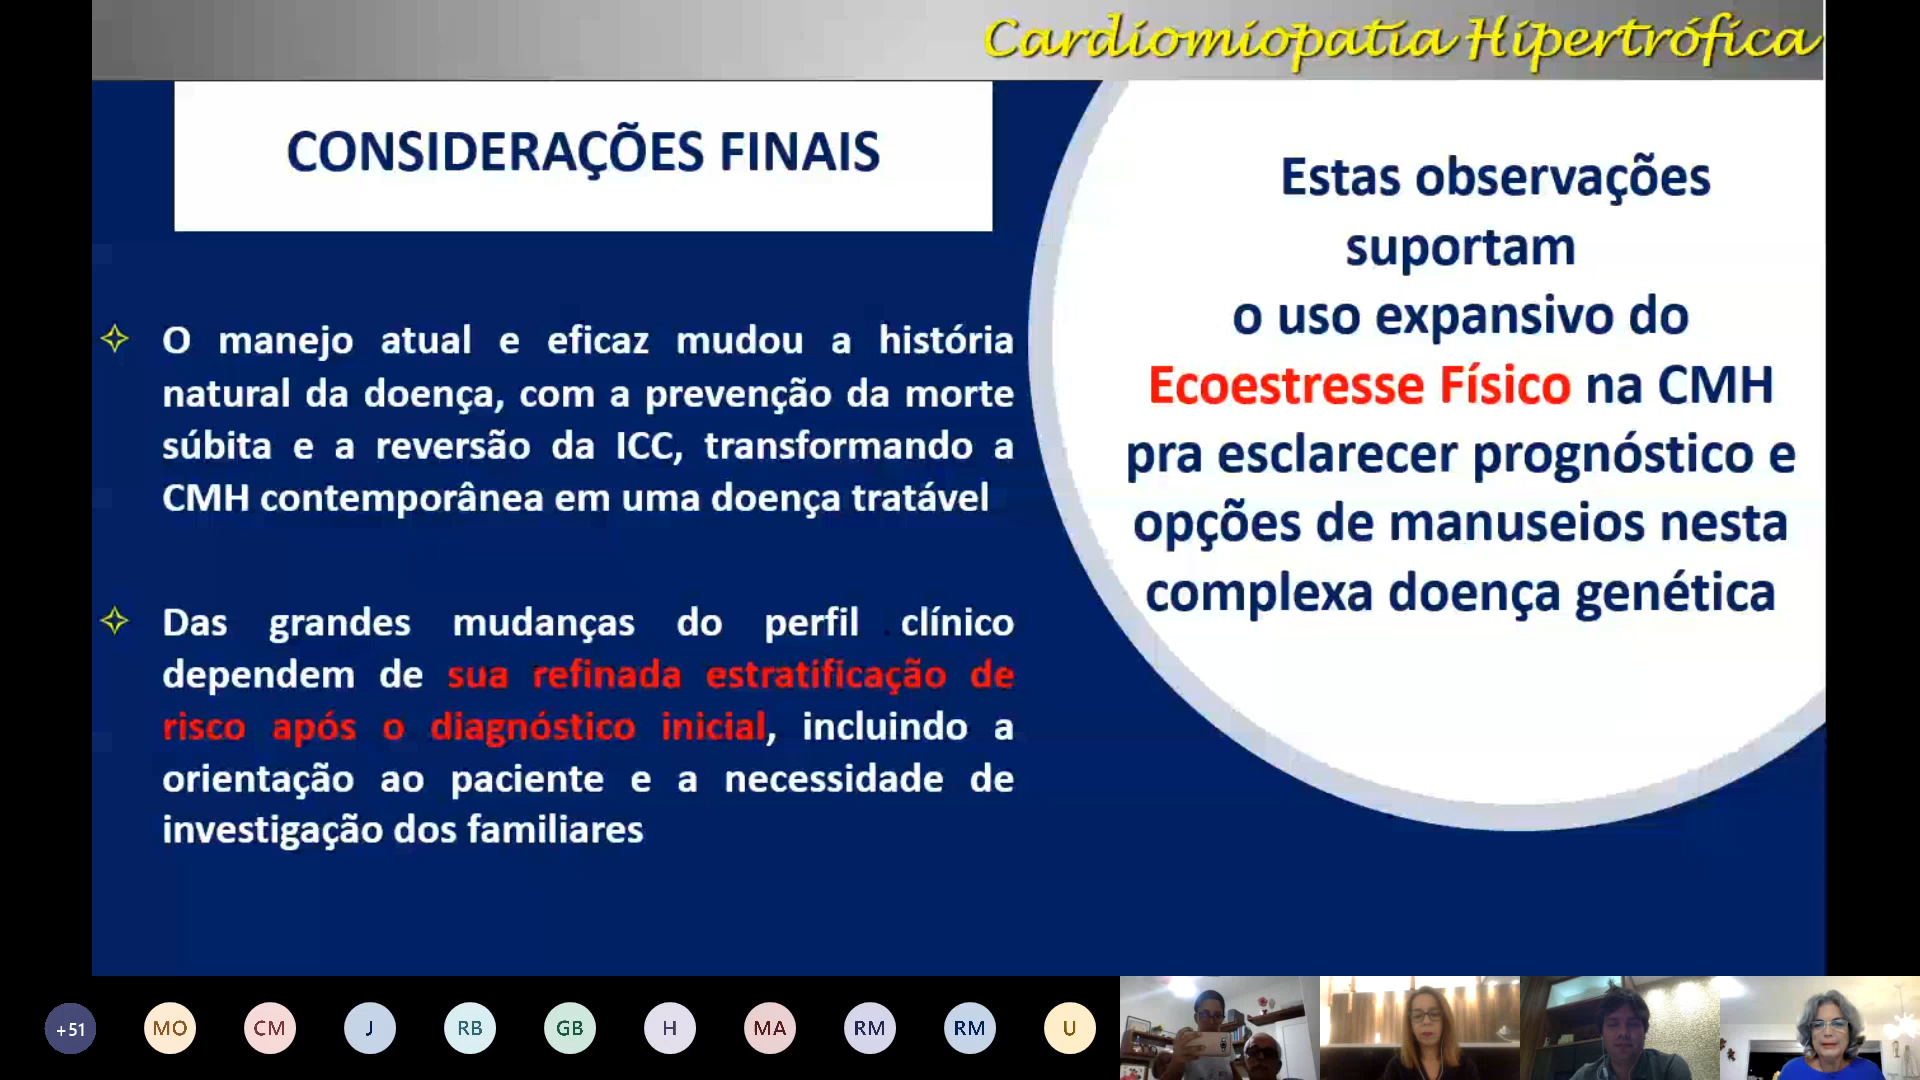 Cardiomiopatia Hipertrófica
CONSIDERAÇÕES FINAIS
O manejo atual e eficaz mudou a história
natural da doença, com a prevenção da morte
súbita e a reversão da ICC, transformando a
CMH contemporânea em uma doença tratável
Das grandes mudanças do perfil clínico
dependem de sua refinada estratificação de
risco após o diagnóstico inicial, incluindo a
orientação ao paciente e a necessidade de
investigação dos familiares
Estas observações
suportam
o uso expansivo do
Ecoestresse Físico na CMH
pra esclarecer prognóstico e
opções de manuseios nesta
complexa doença genética
+51 MO CM J RB GB H MA RM RM U